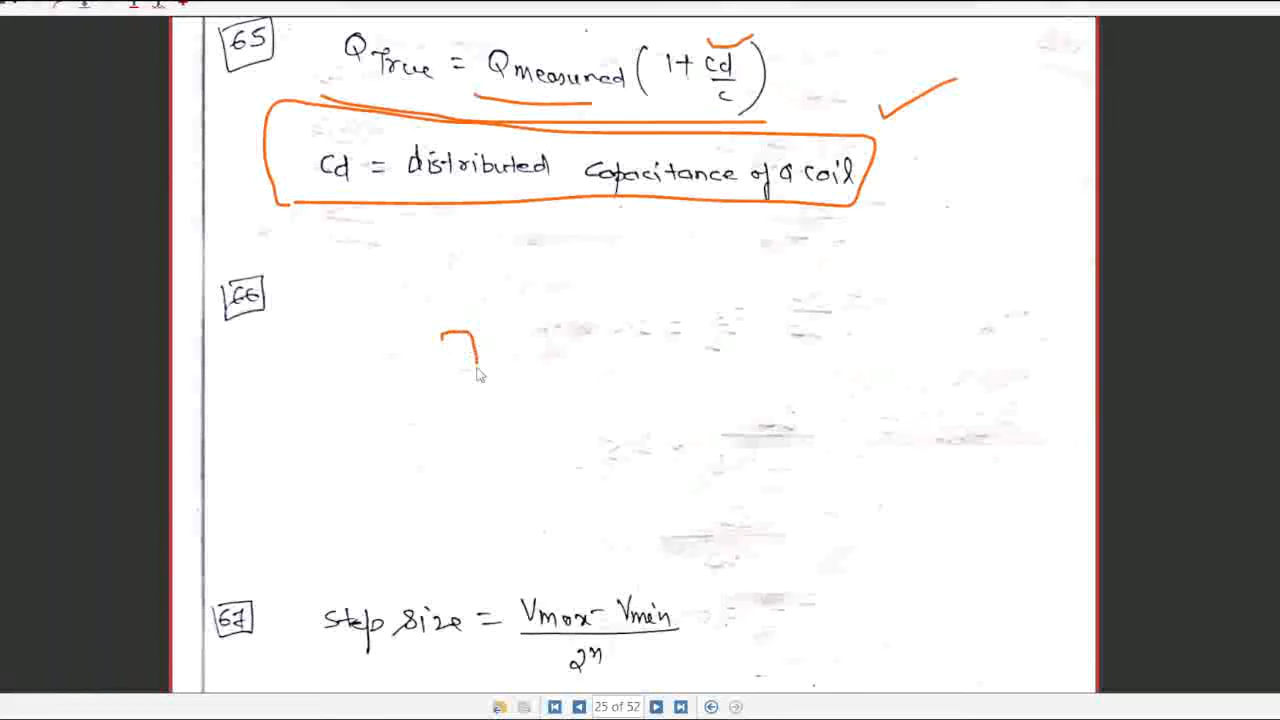 65
Q True = Q measured (1 + cd/c)
cd = distributed capacitance of a coil
66
67
step size = Vmax - Vmin / 2^n
25 of 52